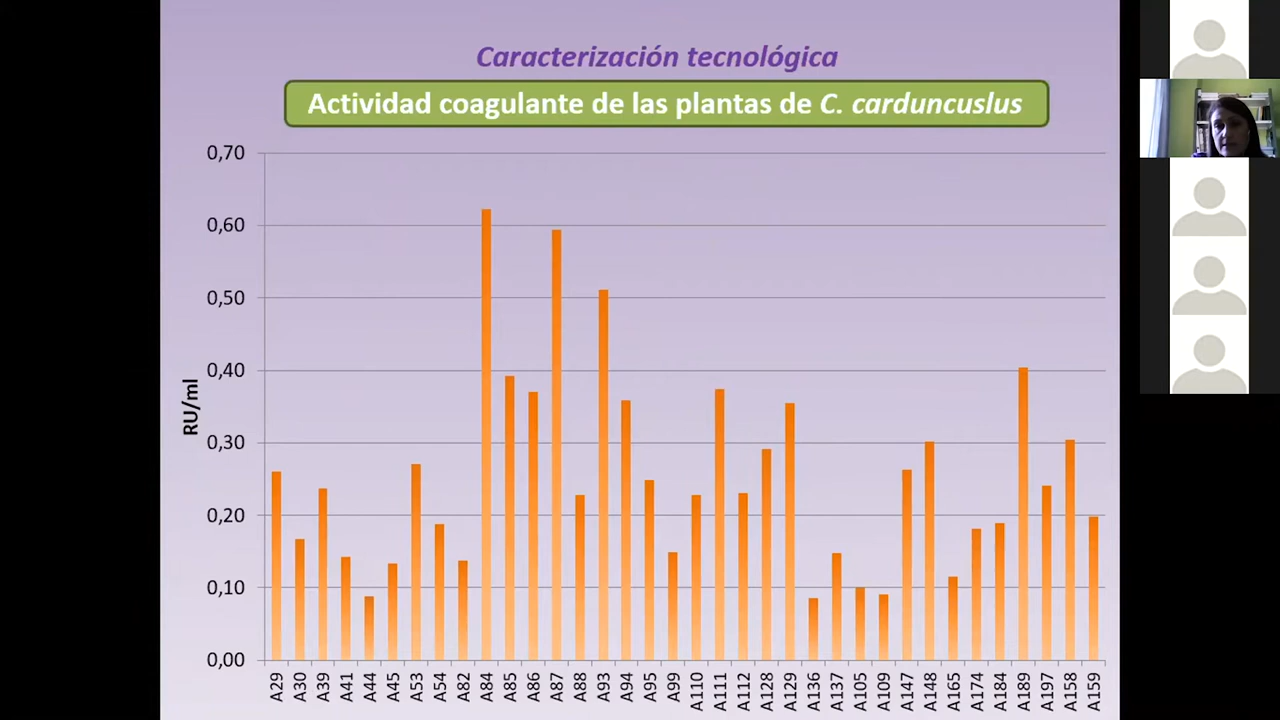 Caracterización tecnológica
Actividad coagulante de las plantas de C. carduncuslus
0,70
0,60
0,50
0,40
0,30
0,20
0,10
0,00
RU/ml
A29
A30
A39
A41
A44
A45
A53
A54
A82
A84
A85
A86
A87
A88
A93
A94
A95
A99
A110
A111
A112
A128
A129
A136
A137
A105
A109
A147
A148
A165
A174
A184
A189
A197
A158
A159